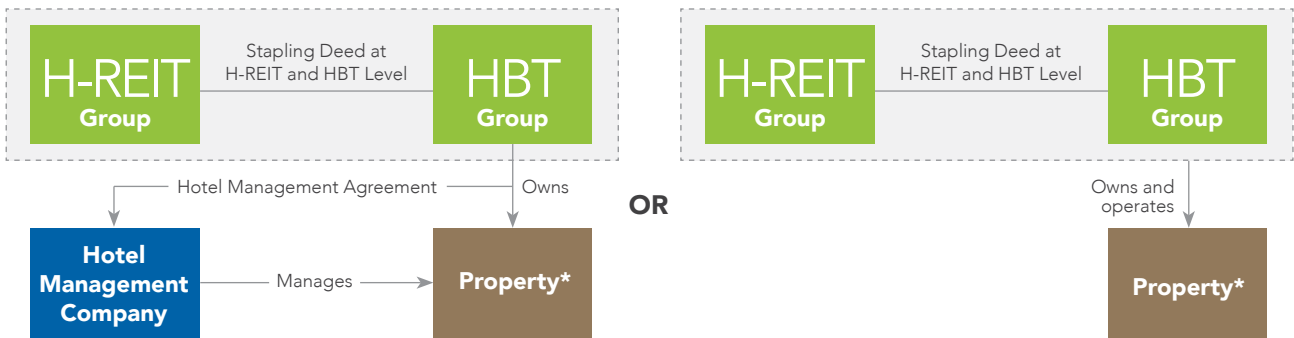 H-REIT
Group
Stapling Deed at
H-REIT and HBT Level
HBT
Group
Hotel Management Agreement
Owns
Hotel
Management
Company
Manages
Property*
OR
H-REIT
Group
Stapling Deed at
H-REIT and HBT Level
HBT
Group
Owns and
operates
Property*